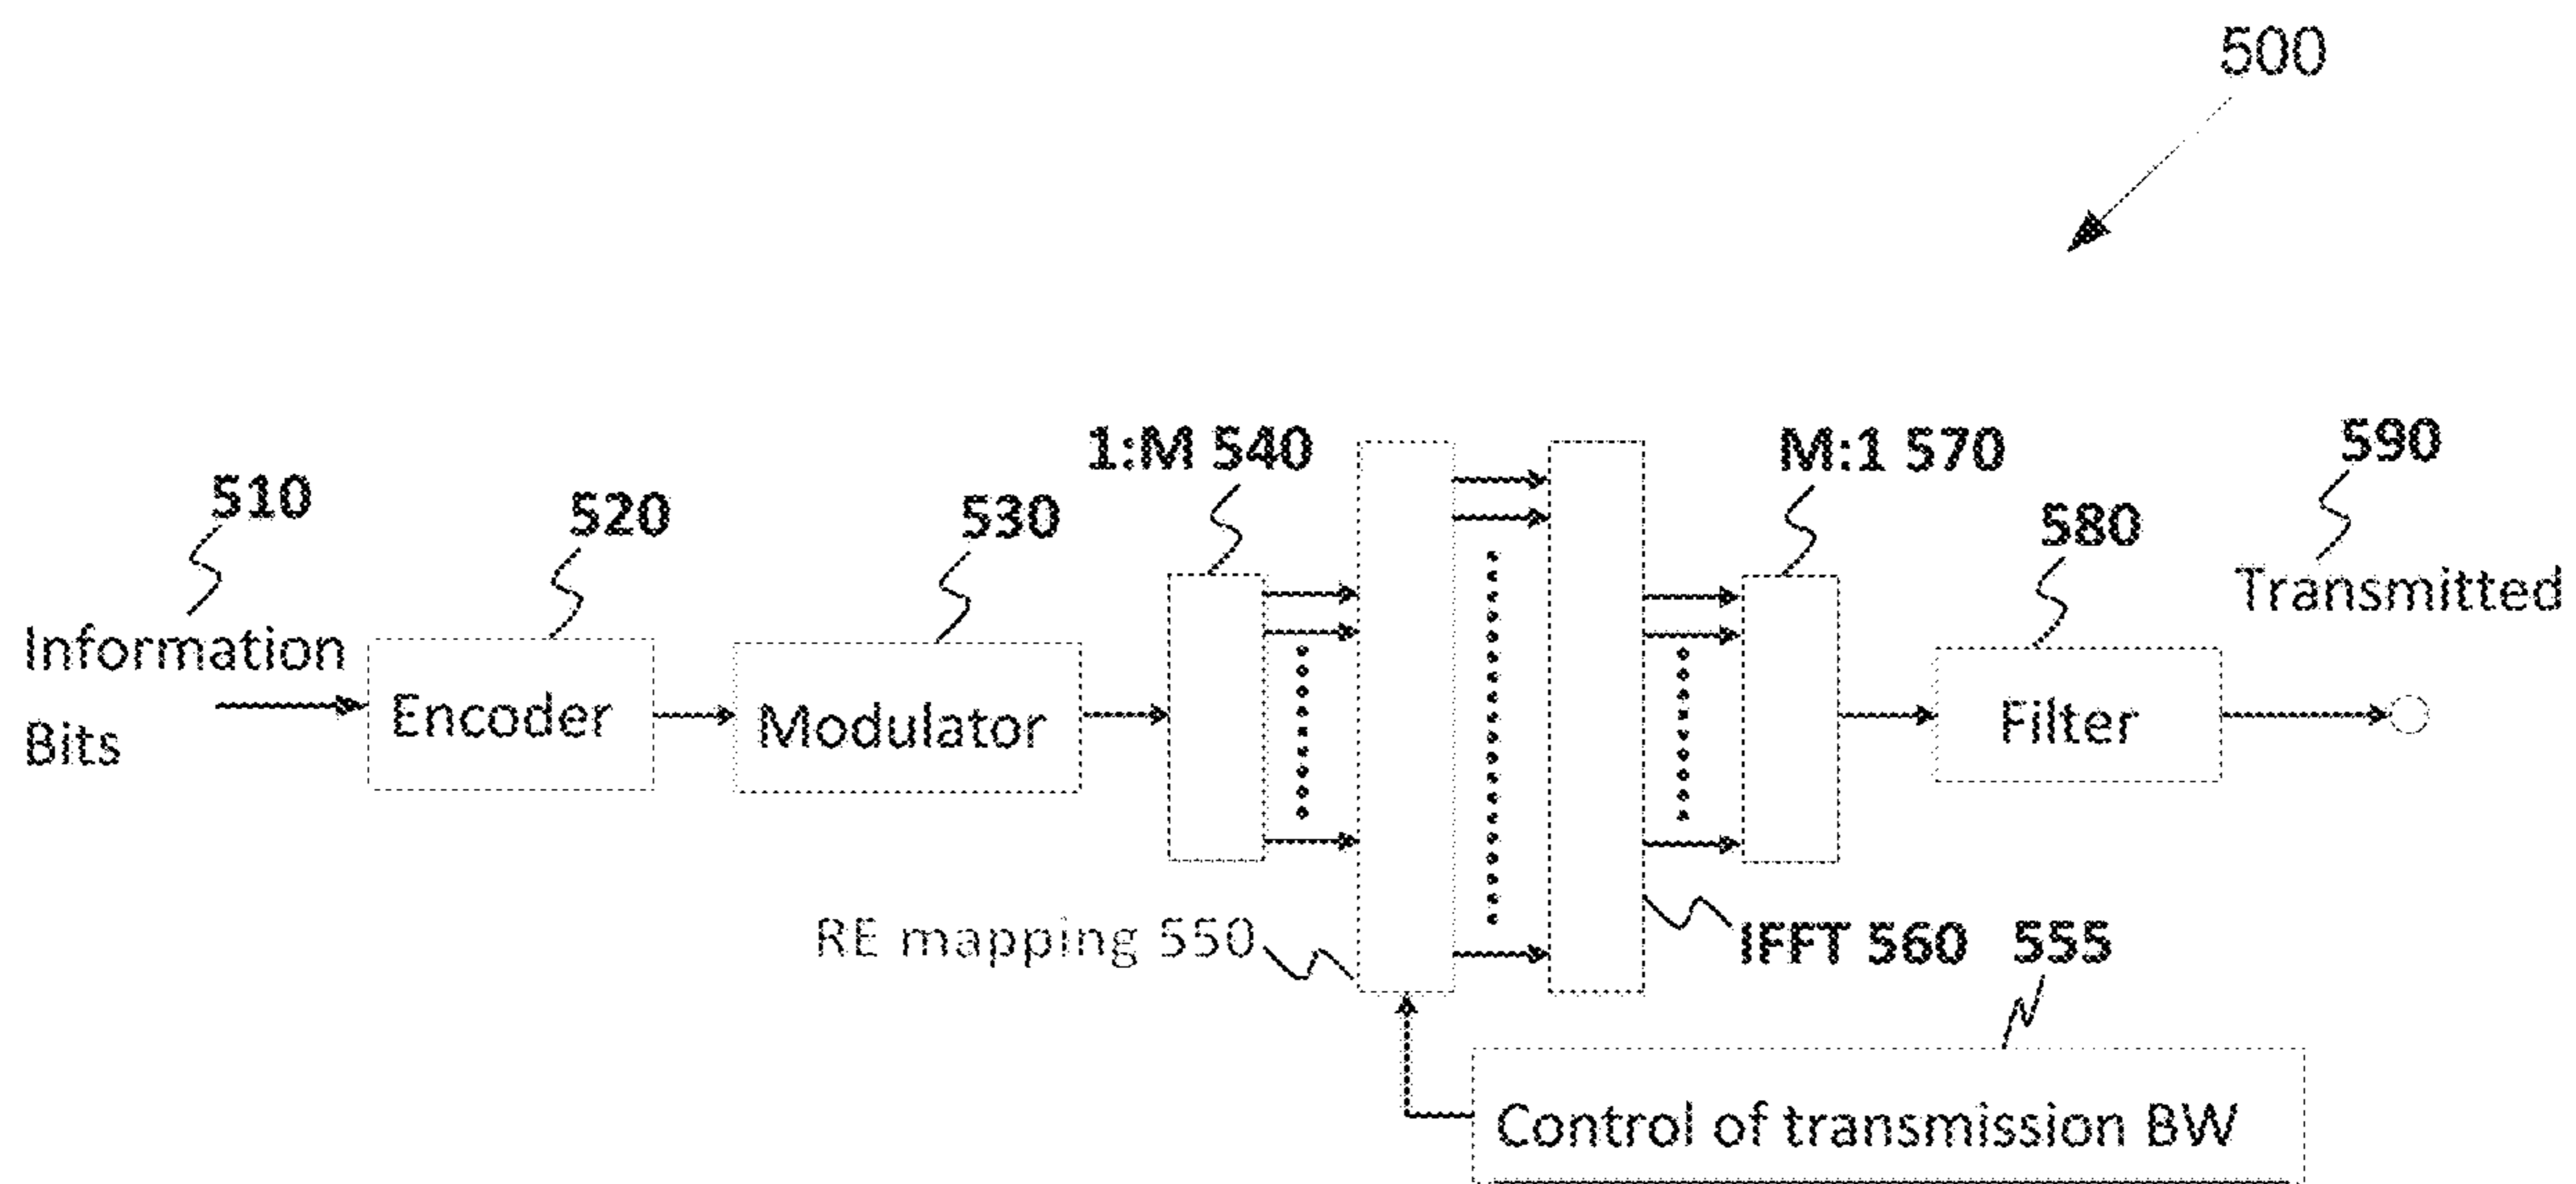 500
590
1:M 540
M:1 570
510
520
530
580
Transmitted
Information
Bits
Encoder
Modulator
Filter
RE mapping 550
IFFT 560
555
Control of transmission BW